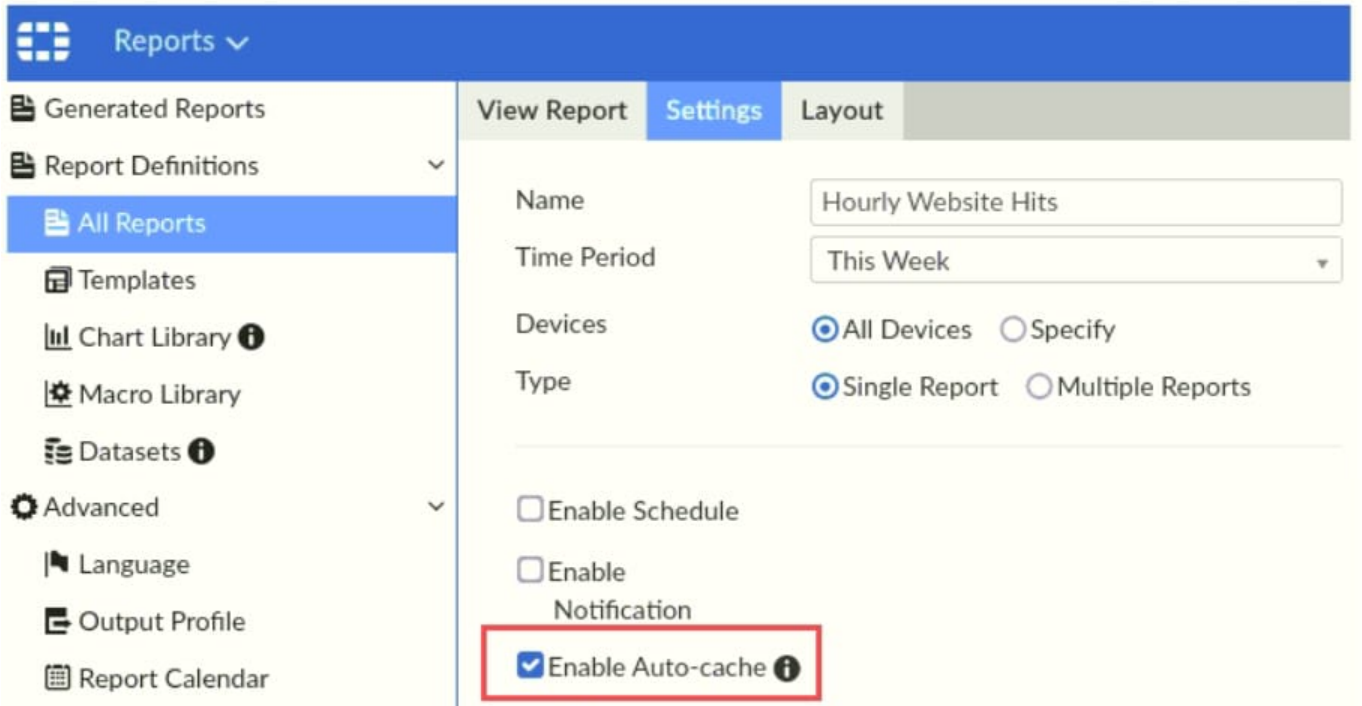 Reports
Generated Reports
Report Definitions
All Reports
Templates
Chart Library
Macro Library
Datasets
Advanced
Language
Output Profile
Report Calendar
View Report Settings Layout
Name Hourly Website Hits
Time Period This Week
Devices All Devices Specify
Type Single Report Multiple Reports
Enable Schedule
Enable
Notification
Enable Auto-cache